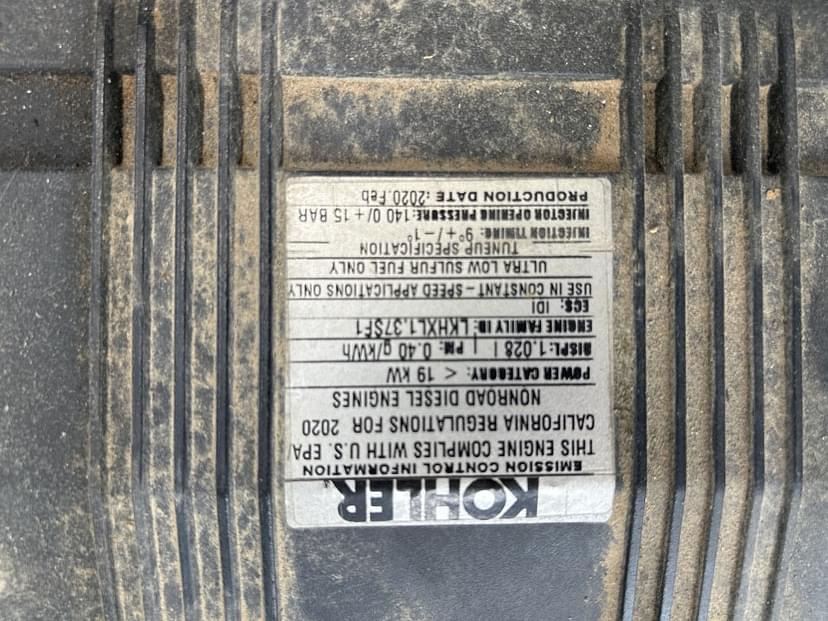 KOHLER®
EMISSION CONTROL INFORMATION
THIS ENGINE COMPLIES WITH U.S. EPA/
CALIFORNIA REGULATIONS FOR 2020
NONROAD DIESEL ENGINES
POWER CATEGORY: < 19 kW
DISPL: 1.028 l PM: 0.40 g/kWh
ENGINE FAMILY ID: LKHXL1.37SF1
ECS: IDI
USE IN CONSTANT-SPEED APPLICATIONS ONLY
ULTRA LOW SULFUR FUEL ONLY
TUNEUP SPECIFICATION
INJECTION TIMING: 9°+/-1°
INJECTOR OPENING PRESSURE: 140 0/+15 BAR
PRODUCTION DATE: 2020.Feb